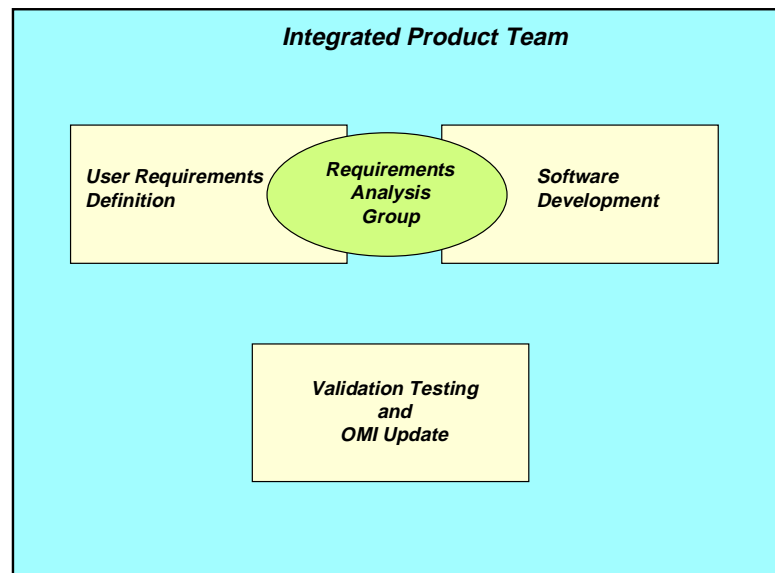 Integrated Product Team
User Requirements
Definition
Requirements
Analysis
Group
Software
Development
Validation Testing
and
OMI Update